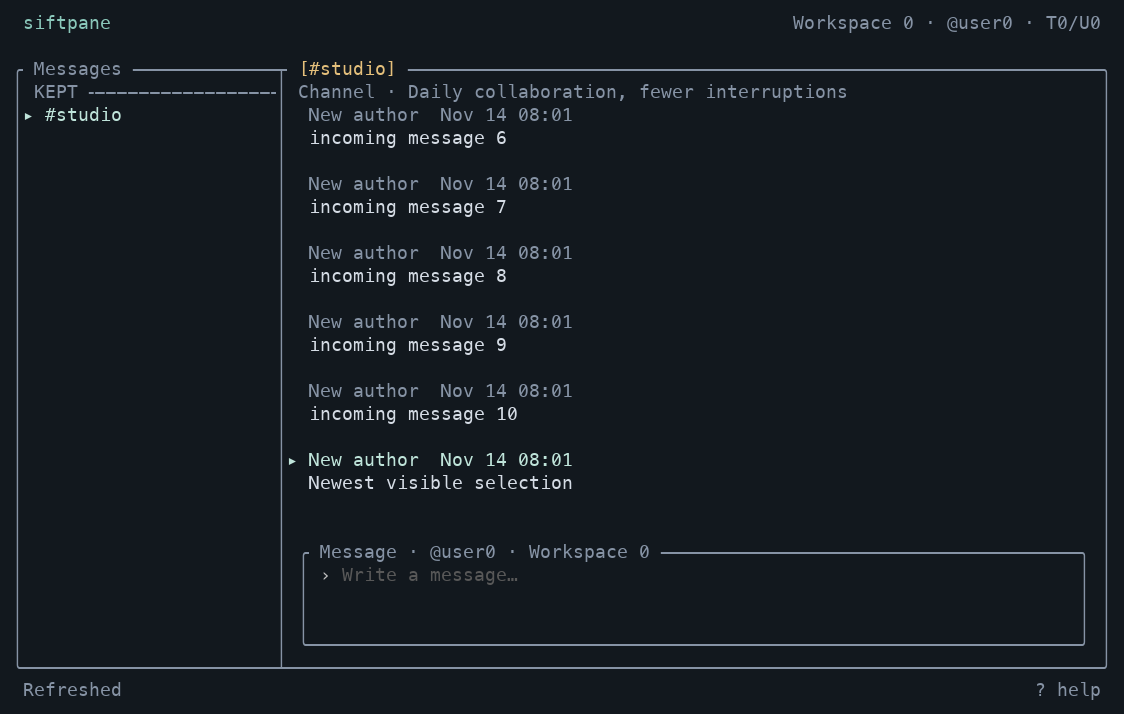 siftpane
Workspace 0 · @user0 · T0/U0
Messages
[#studio]
KEPT
Channel · Daily collaboration, fewer interruptions
▸ #studio
New author  Nov 14 08:01
incoming message 6
New author  Nov 14 08:01
incoming message 7
New author  Nov 14 08:01
incoming message 8
New author  Nov 14 08:01
incoming message 9
New author  Nov 14 08:01
incoming message 10
▸ New author  Nov 14 08:01
Newest visible selection
Message · @user0 · Workspace 0
› Write a message…
Refreshed
? help